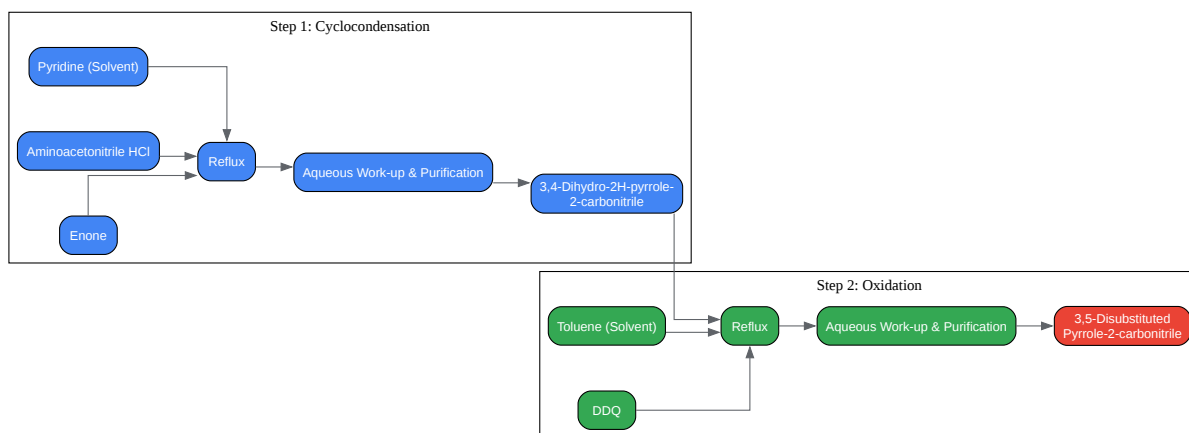 Step 1: Cyclocondensation
Pyridine (Solvent)
Aminoacetonitrile HCl
Reflux
Aqueous Work-up & Purification
3,4-Dihydro-2H-pyrrole-
2-carbonitrile
Enone
Step 2: Oxidation
Toluene (Solvent)
Reflux
Aqueous Work-up & Purification
3,5-Disubstituted
Pyrrole-2-carbonitrile
DDQ